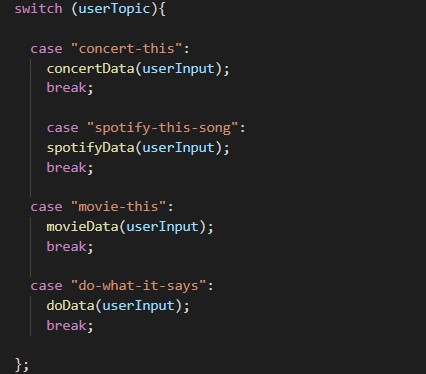 switch (userTopic){
case "concert-this":
concertData(userInput);
break;
case "spotify-this-song":
spotifyData(userInput);
break;
case "movie-this":
movieData(userInput);
break;
case "do-what-it-says":
doData(userInput);
break;
};